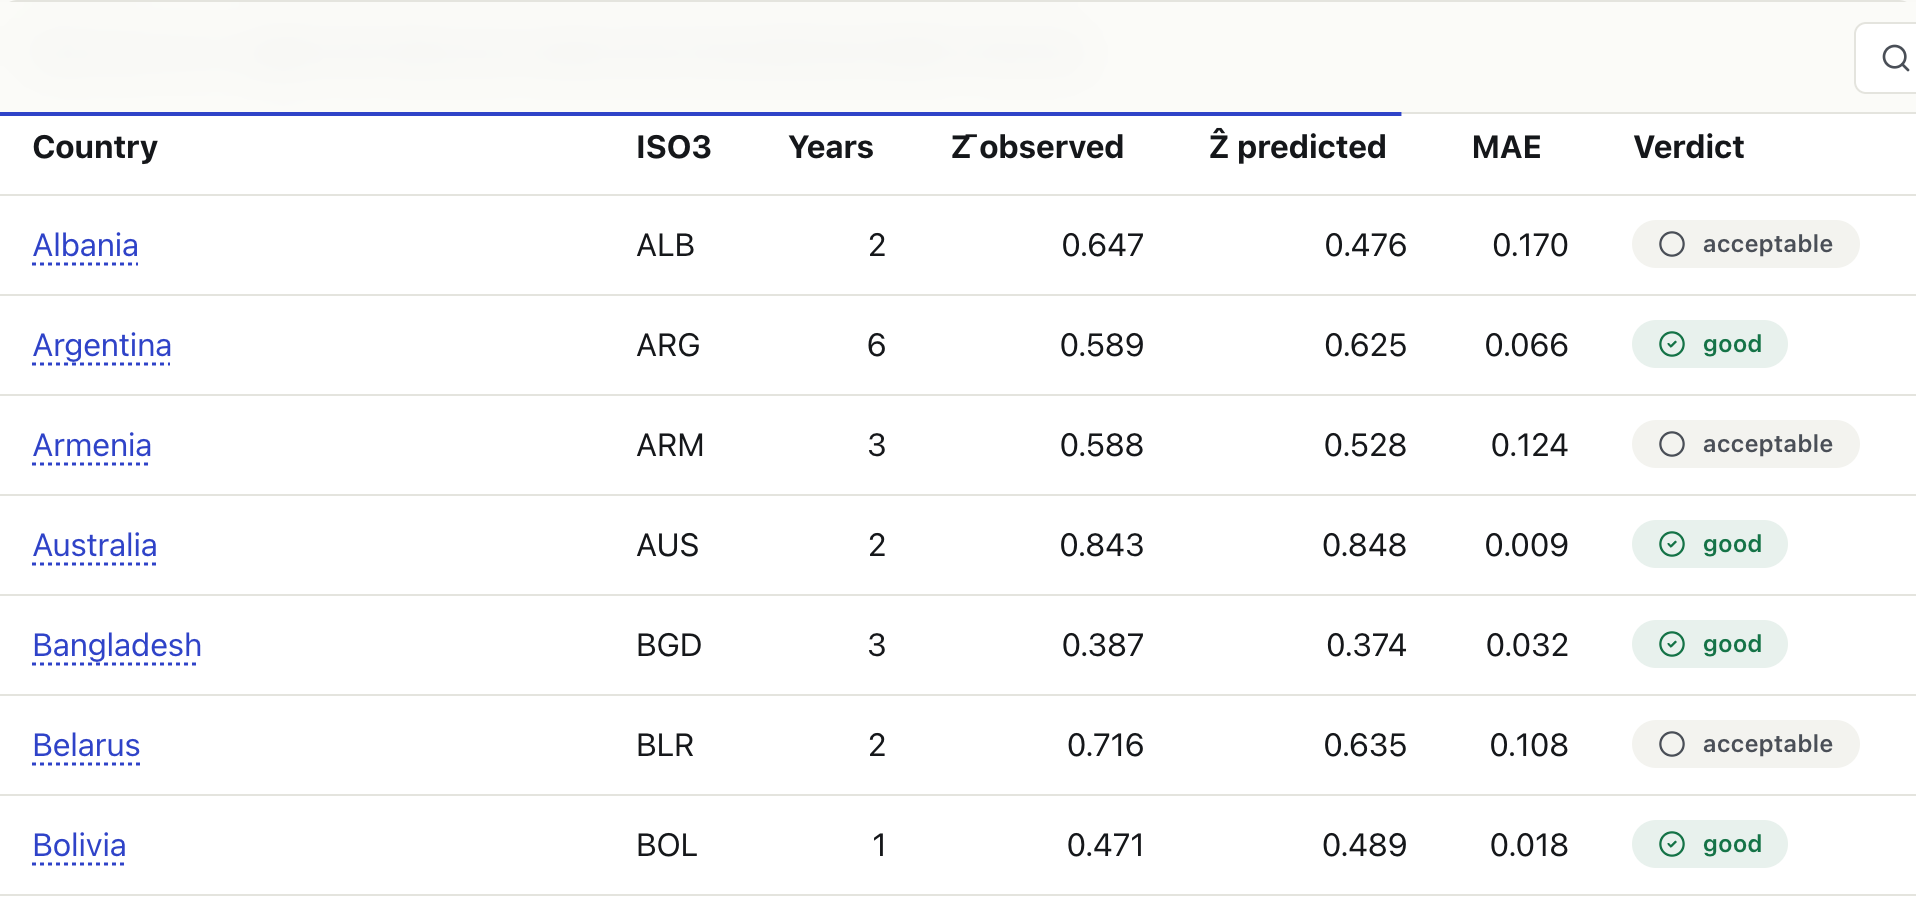 Country ISO3 Years Z̄ observed Ẑ predicted MAE Verdict
Albania ALB 2 0.647 0.476 0.170 acceptable
Argentina ARG 6 0.589 0.625 0.066 good
Armenia ARM 3 0.588 0.528 0.124 acceptable
Australia AUS 2 0.843 0.848 0.009 good
Bangladesh BGD 3 0.387 0.374 0.032 good
Belarus BLR 2 0.716 0.635 0.108 acceptable
Bolivia BOL 1 0.471 0.489 0.018 good